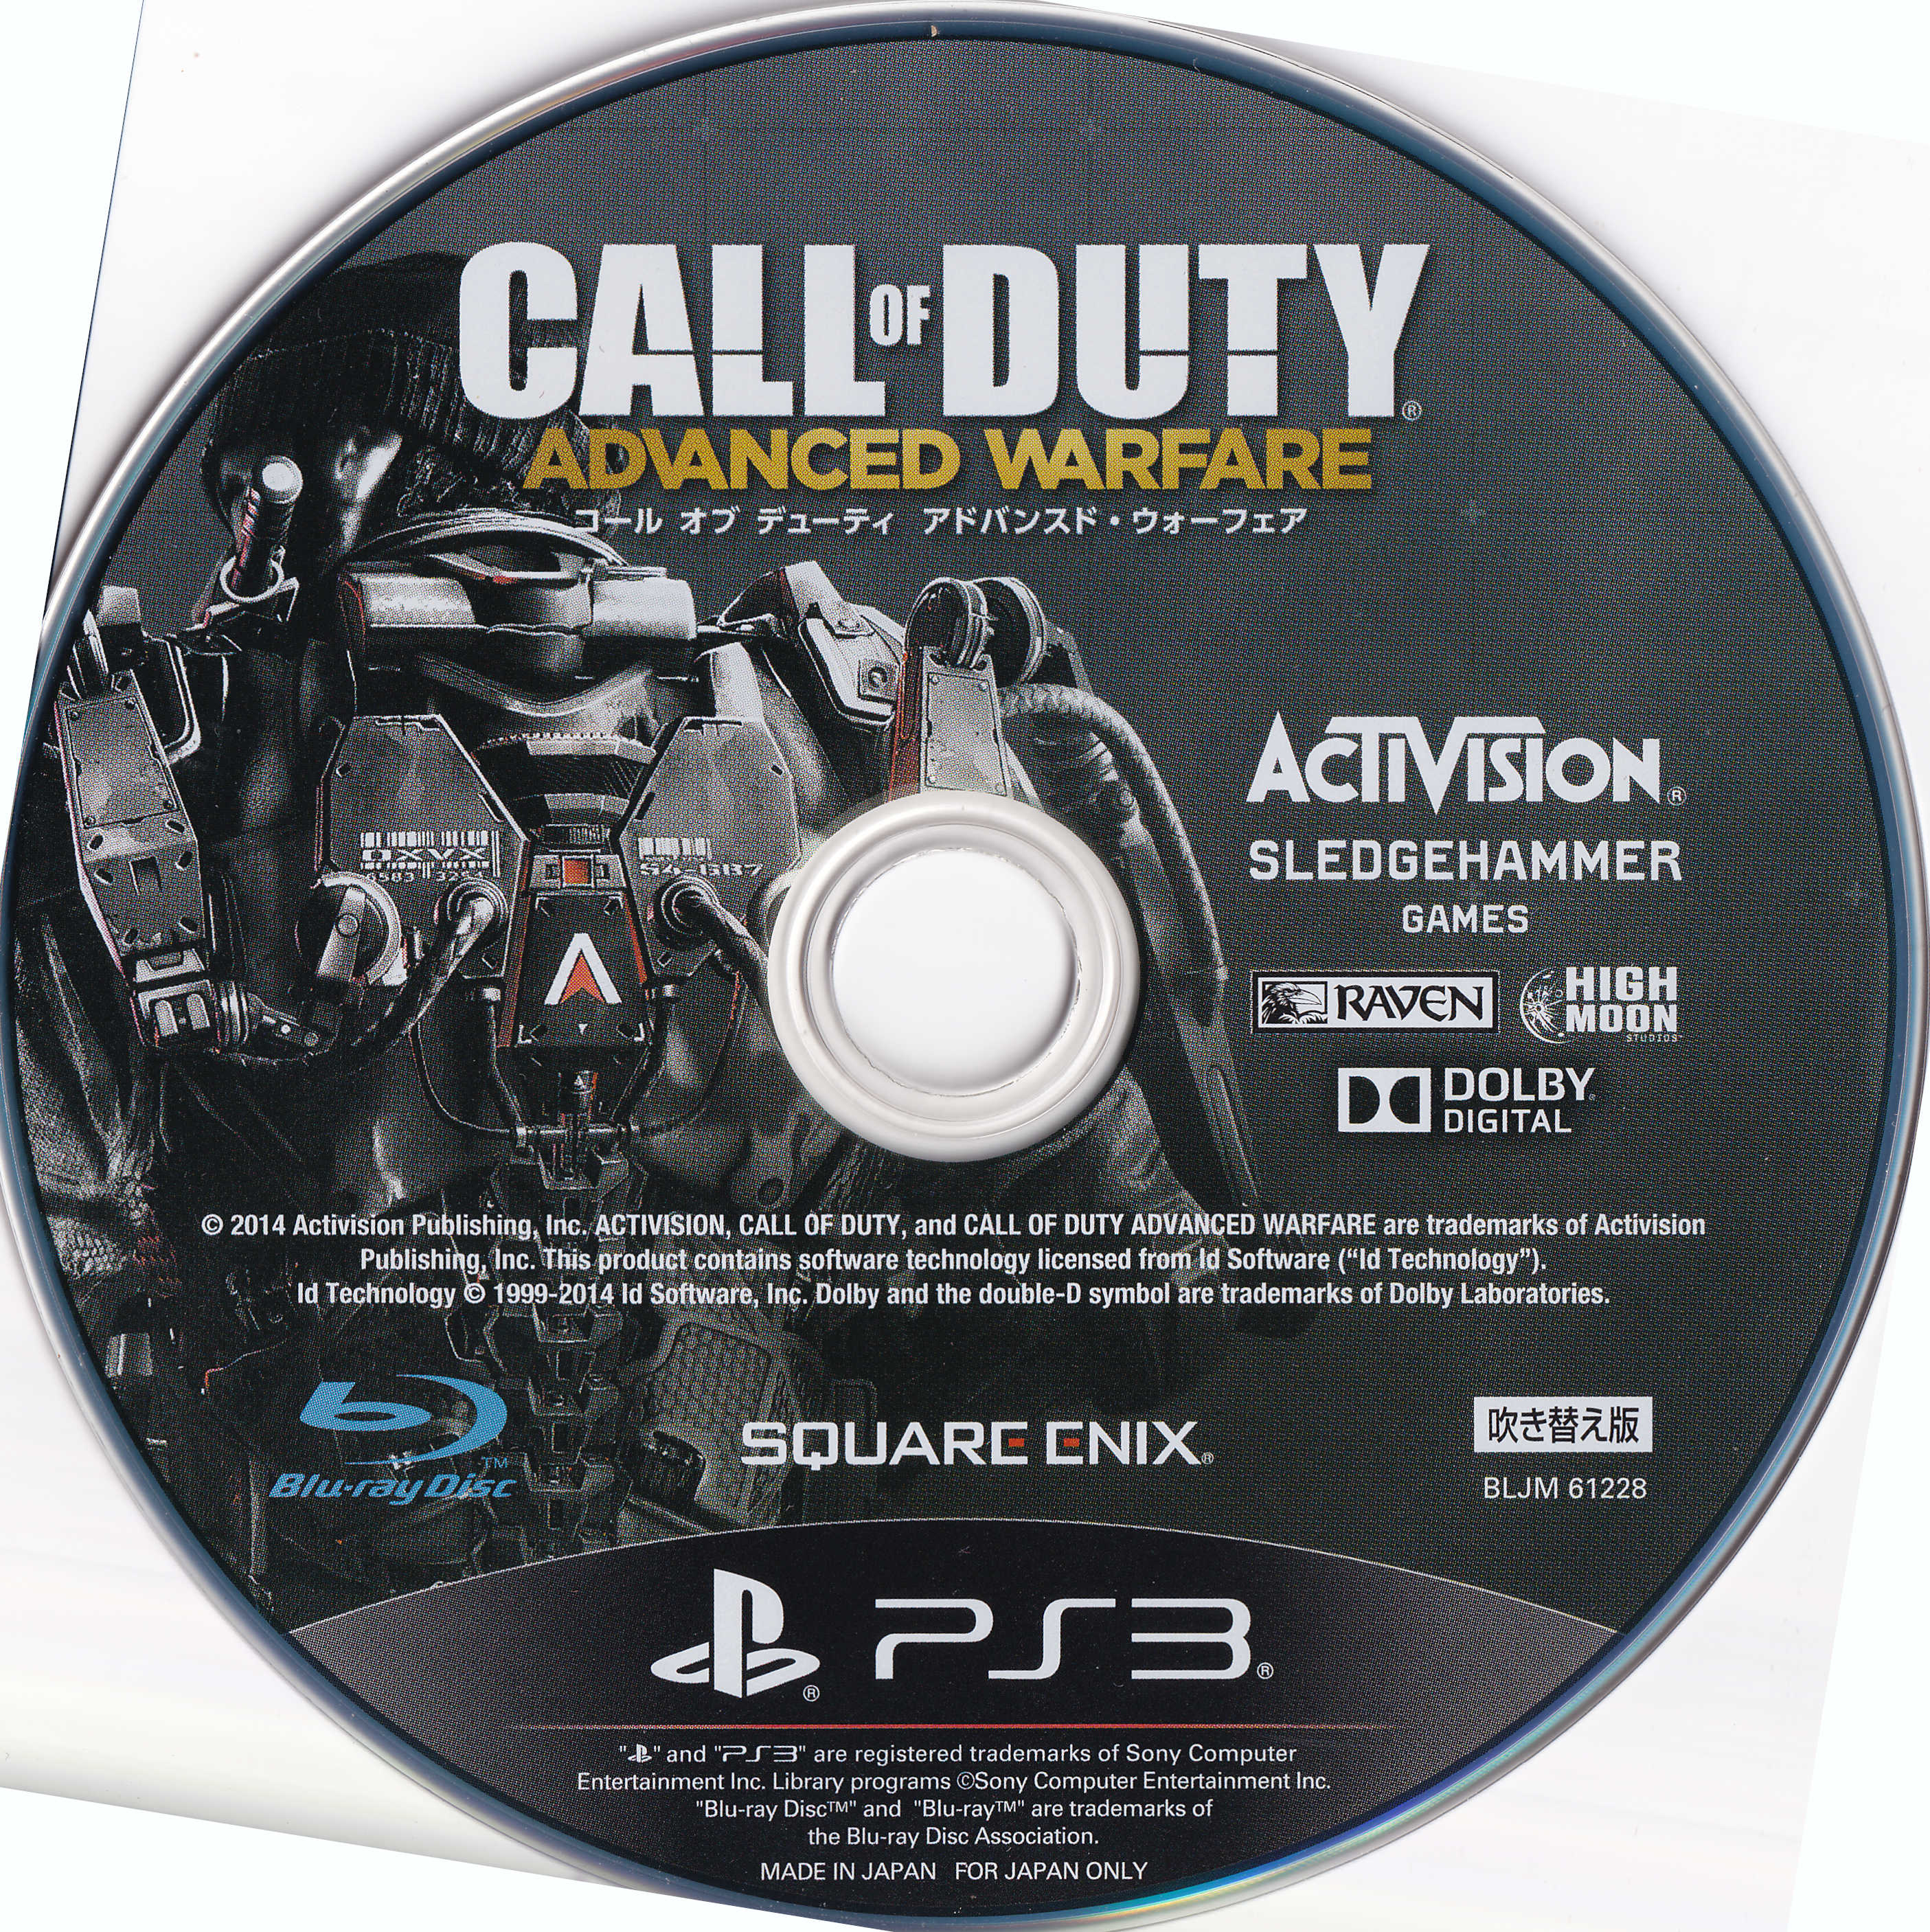 CALL OF DUTY®
ADVANCED WARFARE
コール オブ デューティ アドバンスド・ウォーフェア
ACTIVISION®
SLEDGEHAMMER
GAMES
RAVEN
HIGH
MOON
STUDIOS™
DOLBY®
DIGITAL
OXVX
S4-GR7
© 2014 Activision Publishing, Inc. ACTIVISION, CALL OF DUTY, and CALL OF DUTY ADVANCED WARFARE are trademarks of Activision
Publishing, Inc. This product contains software technology licensed from Id Software (“Id Technology”).
Id Technology © 1999-2014 Id Software, Inc. Dolby and the double-D symbol are trademarks of Dolby Laboratories.
Blu-ray Disc™
SQUARE ENIX®
吹き替え版
BLJM 61228
PS3®
"PS" and "PS3" are registered trademarks of Sony Computer
Entertainment Inc. Library programs ©Sony Computer Entertainment Inc.
"Blu-ray Disc™" and "Blu-ray™" are trademarks of
the Blu-ray Disc Association.
MADE IN JAPAN FOR JAPAN ONLY